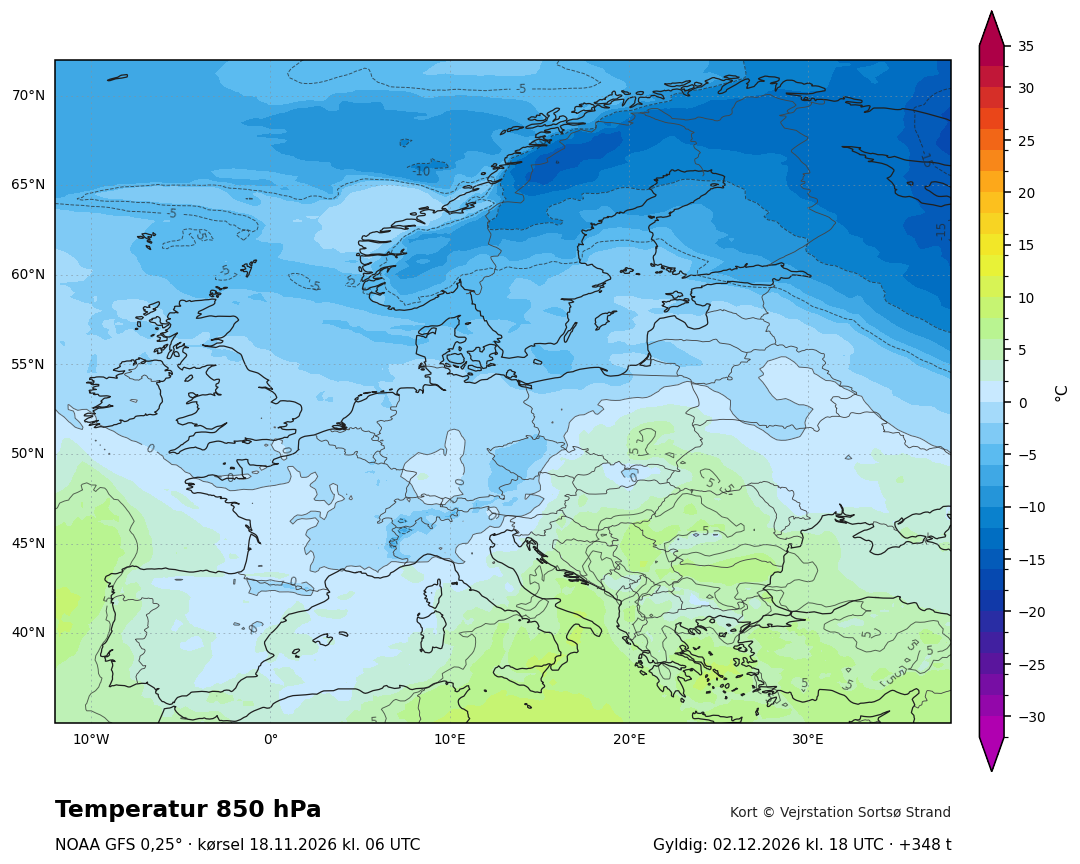 70°N
65°N
60°N
55°N
50°N
45°N
40°N
10°W
0°
10°E
20°E
30°E
35
30
25
20
15
10
5
0
−5
−10
−15
−20
−25
−30
°C
Temperatur 850 hPa
Kort © Vejrstation Sortsø Strand
NOAA GFS 0,25° · kørsel 18.11.2026 kl. 06 UTC
Gyldig: 02.12.2026 kl. 18 UTC · +348 t